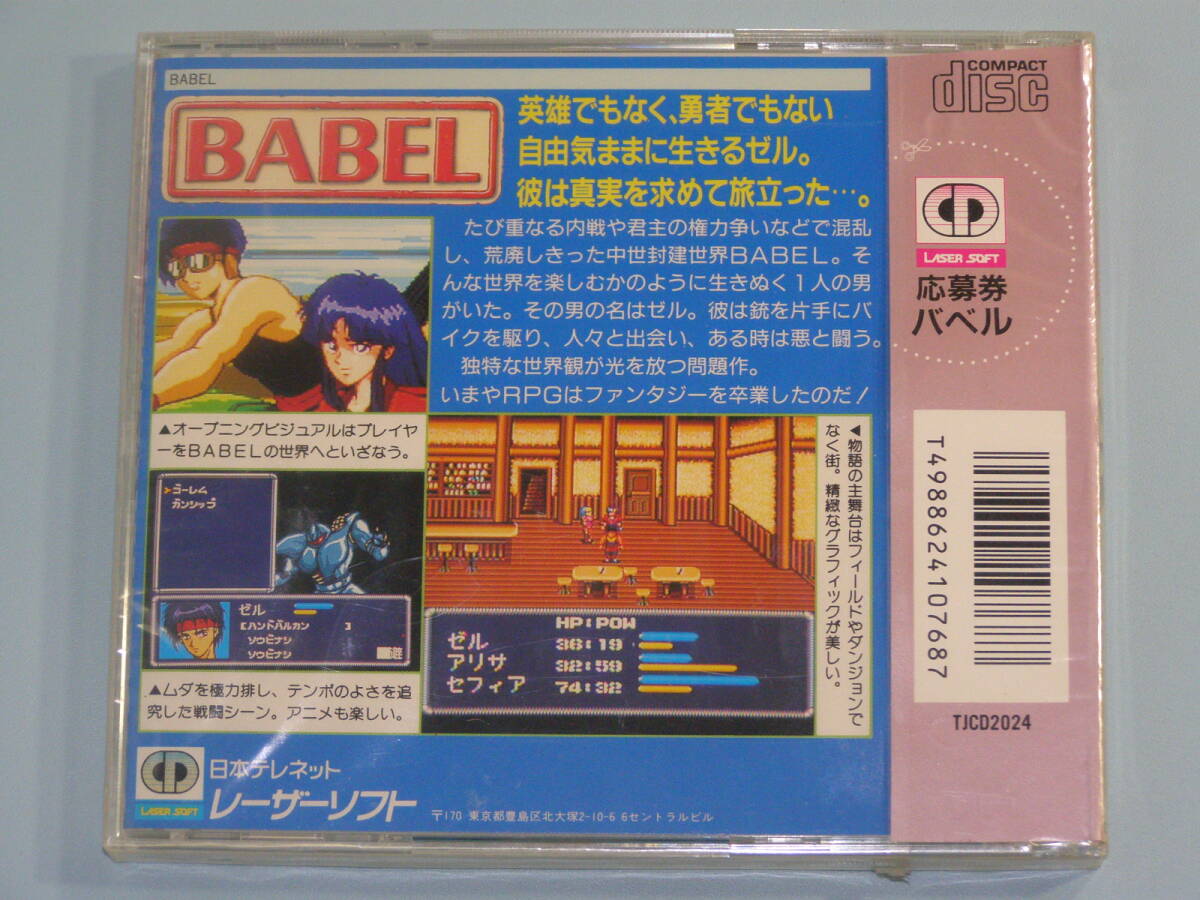 BABEL
BABEL
英雄でもなく、勇者でもない
自由気ままに生きるゼル。
彼は真実を求めて旅立った…。
たび重なる内戦や君主の権力争いなどで混乱
し、荒廃しきった中世封建世界BABEL。そ
んな世界を楽しむかのように生きぬく1人の男
がいた。その男の名はゼル。彼は銃を片手にバ
イクを駆り、人々と出会い、ある時は悪と闘う。
独特な世界観が光を放つ問題作。
いまやRPGはファンタジーを卒業したのだ!
▲オープニングビジュアルはプレイヤ
ーをBABELの世界へといざなう。
ゴーレム
ガンシップ
ゼル
【ハンドバルカン 】
ソウビナシ
ソウビナシ
▲ムダを極力排し、テンポのよさを追
究した戦闘シーン。アニメも楽しい。
HP:POW
ゼル 36:19
アリサ 32:59
セフィア 74:32
◀物語の主舞台はフィールドやダンジョンで
なく街。精緻なグラフィックが美しい。
LASER SOFT
日本テレネット
レーザーソフト
〒170 東京都豊島区北大塚2-10-6 6セントラルビル
COMPACT
disc
LASER SOFT
応募券
バベル
T4988624107687
TJCD2024